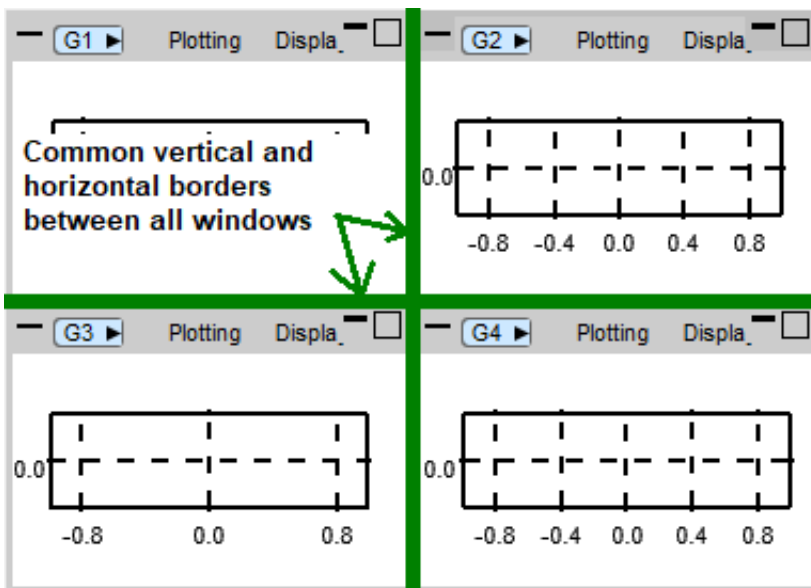 G1 ▶ Plotting Displa
G2 ▶ Plotting Displa
Common vertical and
horizontal borders
between all windows
0.0
-0.8 -0.4 0.0 0.4 0.8
G3 ▶ Plotting Displa
G4 ▶ Plotting Displa
0.0
-0.8 0.0 0.8
0.0
-0.8 -0.4 0.0 0.4 0.8